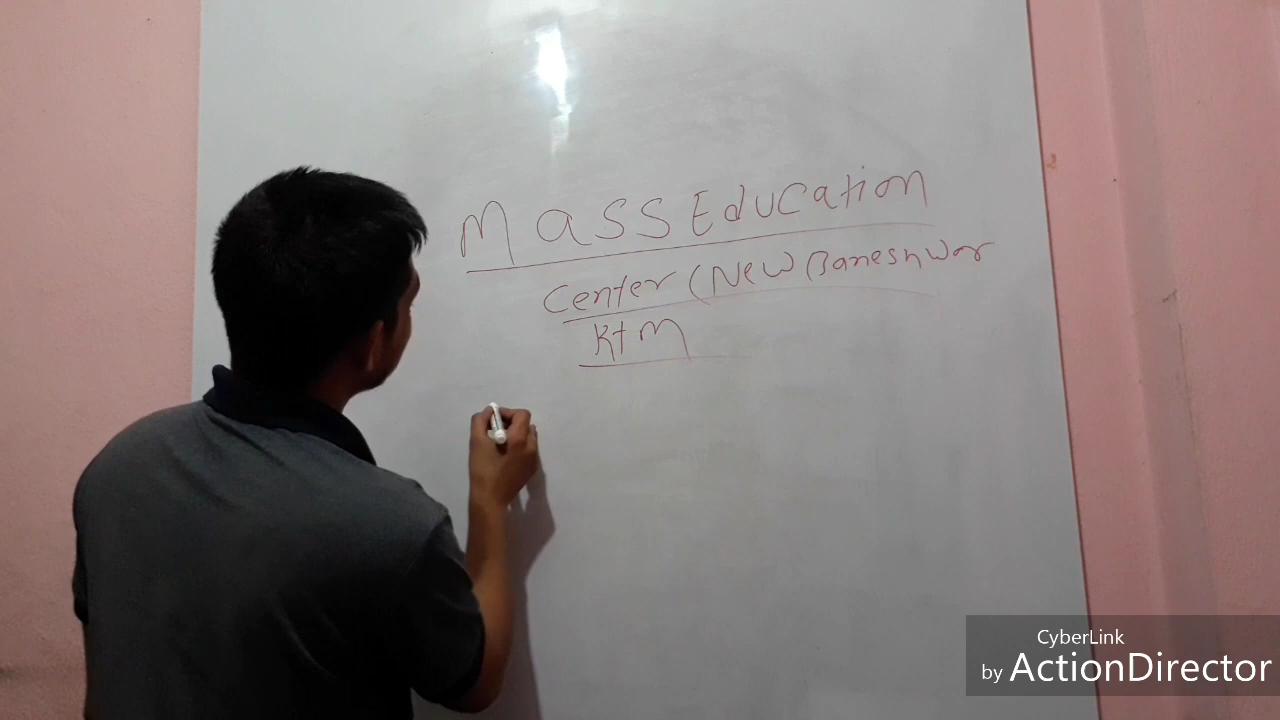 Mass Education
Center (New Baneshwor
KtM
CyberLink
by ActionDirector